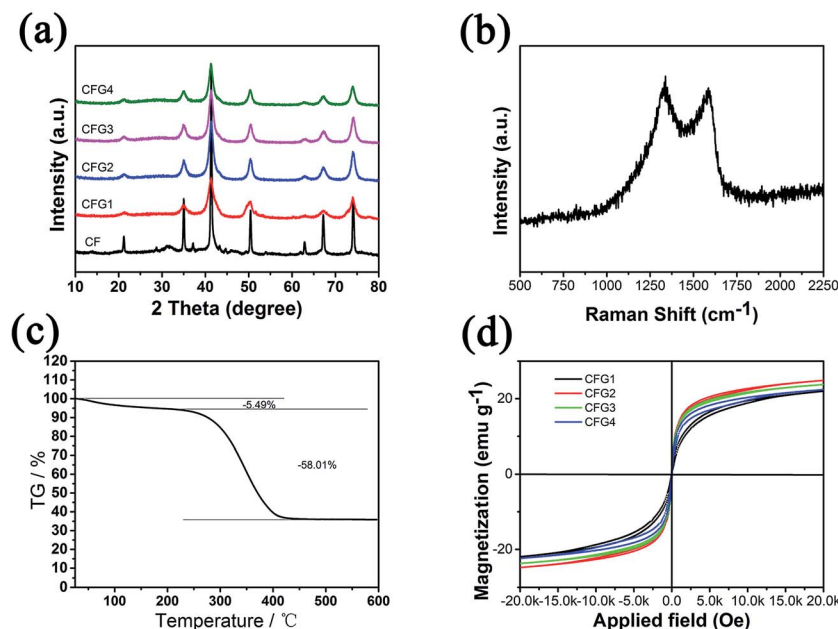 (a)
Intensity (a.u.)
CFG4
CFG3
CFG2
CFG1
CF
10 20 30 40 50 60 70 80
2 Theta (degree)
(b)
Intensity (a.u.)
500 750 1000 1250 1500 1750 2000 2250
Raman Shift (cm-1)
(c)
TG / %
120
110
100
90
80
70
60
50
40
30
20
10
0
-5.49%
-58.01%
100 200 300 400 500 600
Temperature / ℃
(d)
Magnetization (emu g-1)
CFG1
CFG2
CFG3
CFG4
20
0
-20
-20.0k -15.0k -10.0k -5.0k 0.0 5.0k 10.0k 15.0k 20.0k
Applied field (Oe)